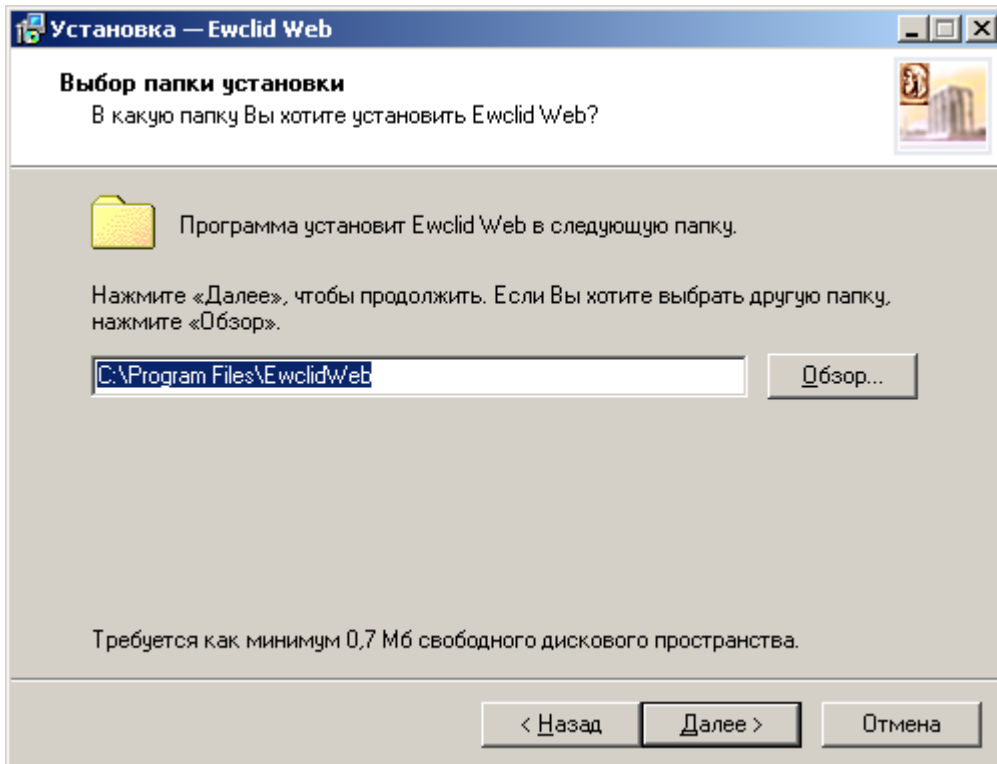 Установка — Ewclid Web
Выбор папки установки
В какую папку Вы хотите установить Ewclid Web?
Программа установит Ewclid Web в следующую папку.
Нажмите «Далее», чтобы продолжить. Если Вы хотите выбрать другую папку,
нажмите «Обзор».
C:\Program Files\EwclidWeb
Обзор...
Требуется как минимум 0,7 Мб свободного дискового пространства.
< Назад
Далее >
Отмена